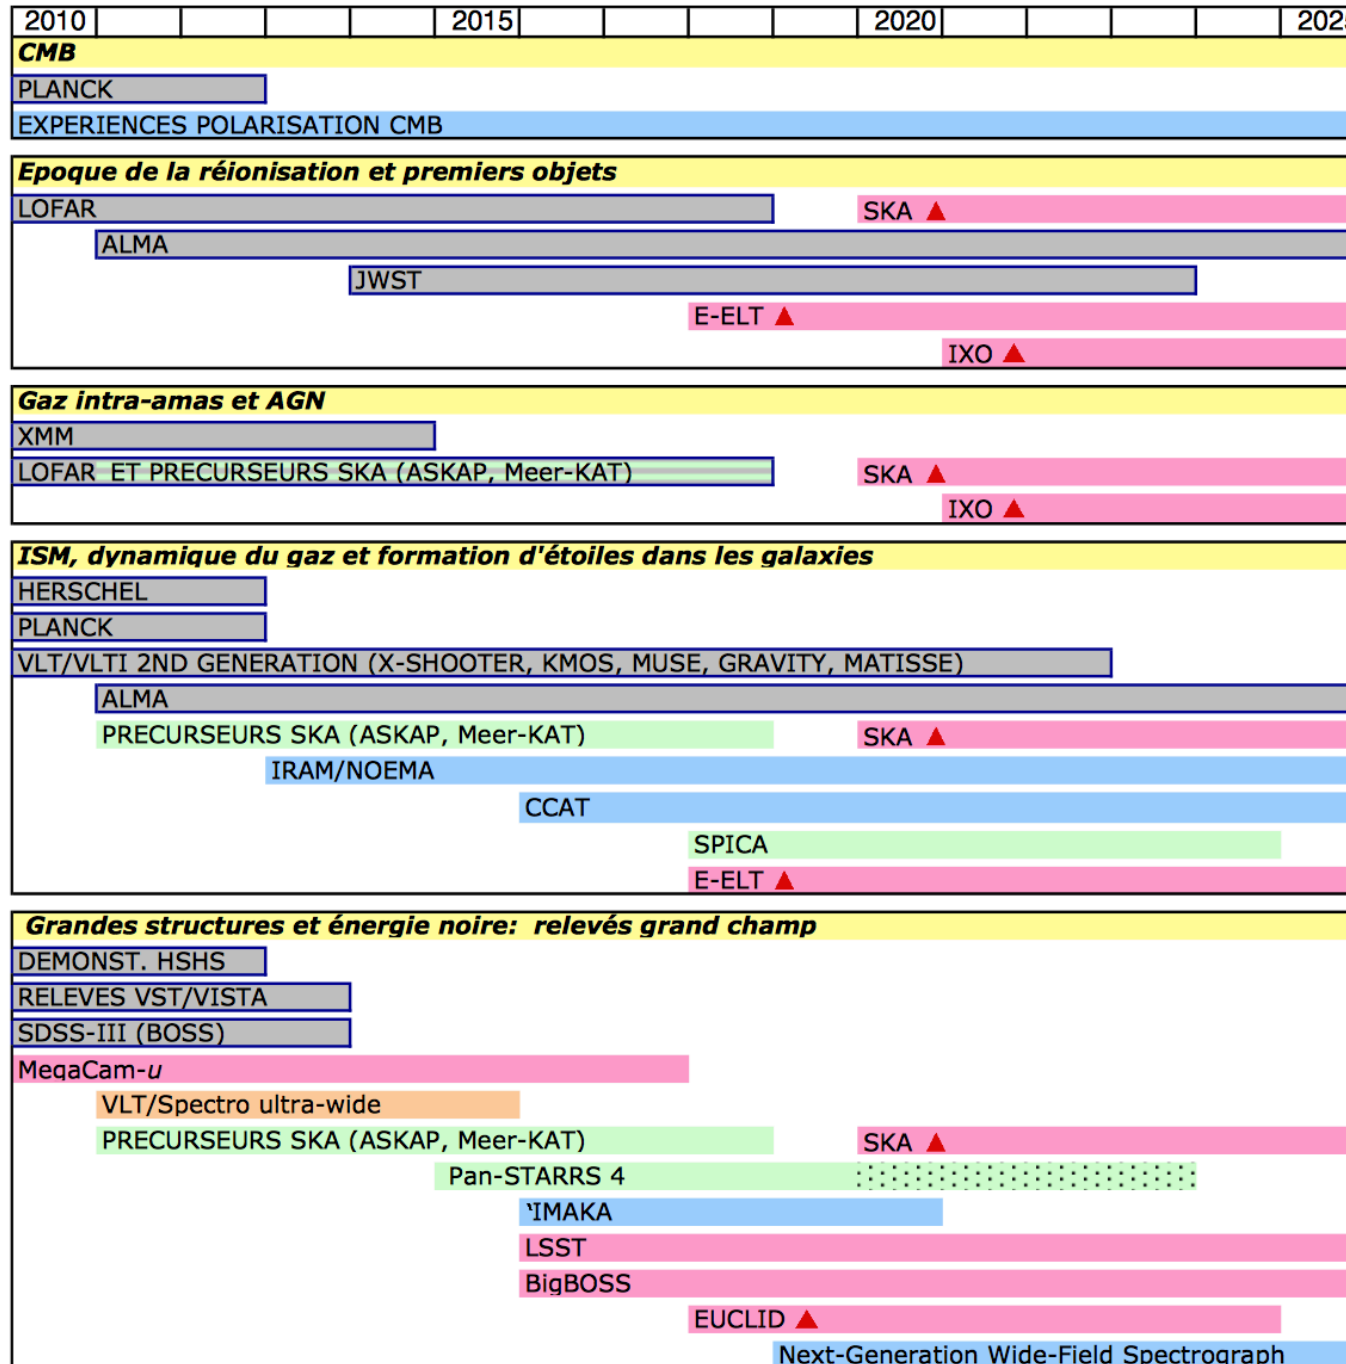 2010 2015 2020 2025
CMB
PLANCK
EXPERIENCES POLARISATION CMB
Epoque de la réionisation et premiers objets
LOFAR SKA
ALMA
JWST
E-ELT
IXO
Gaz intra-amas et AGN
XMM
LOFAR ET PRECURSEURS SKA (ASKAP, Meer-KAT) SKA
IXO
ISM, dynamique du gaz et formation d'étoiles dans les galaxies
HERSCHEL
PLANCK
VLT/VLTI 2ND GENERATION (X-SHOOTER, KMOS, MUSE, GRAVITY, MATISSE)
ALMA
PRECURSEURS SKA (ASKAP, Meer-KAT) SKA
IRAM/NOEMA
CCAT
SPICA
E-ELT
Grandes structures et énergie noire: relevés grand champ
DEMONST. HSHS
RELEVES VST/VISTA
SDSS-III (BOSS)
MegaCam-u
VLT/Spectro ultra-wide
PRECURSEURS SKA (ASKAP, Meer-KAT) SKA
Pan-STARRS 4
‘IMAKA
LSST
BigBOSS
EUCLID
Next-Generation Wide-Field Spectrograph